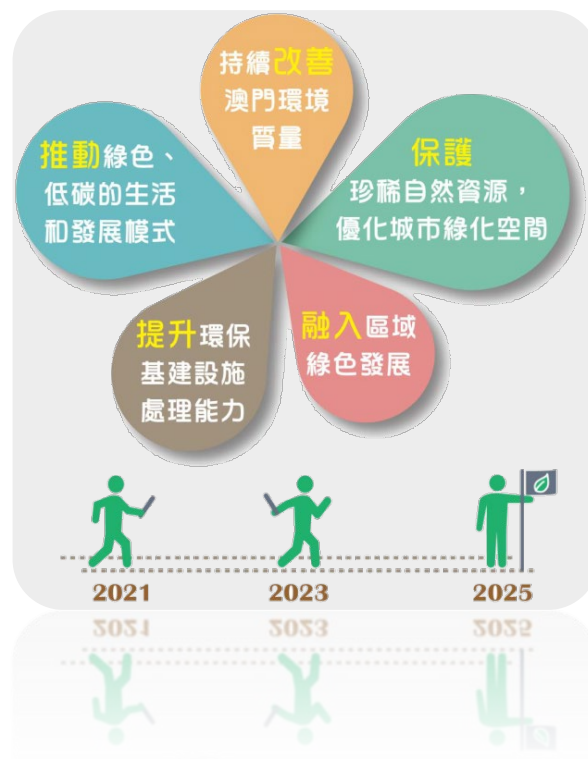 持續改善
澳門環境
質量
推動綠色、
低碳的生活
和發展模式
保護
珍稀自然資源，
優化城市綠化空間
提升環保
基建設施
處理能力
融入區域
綠色發展
2021
2023
2025